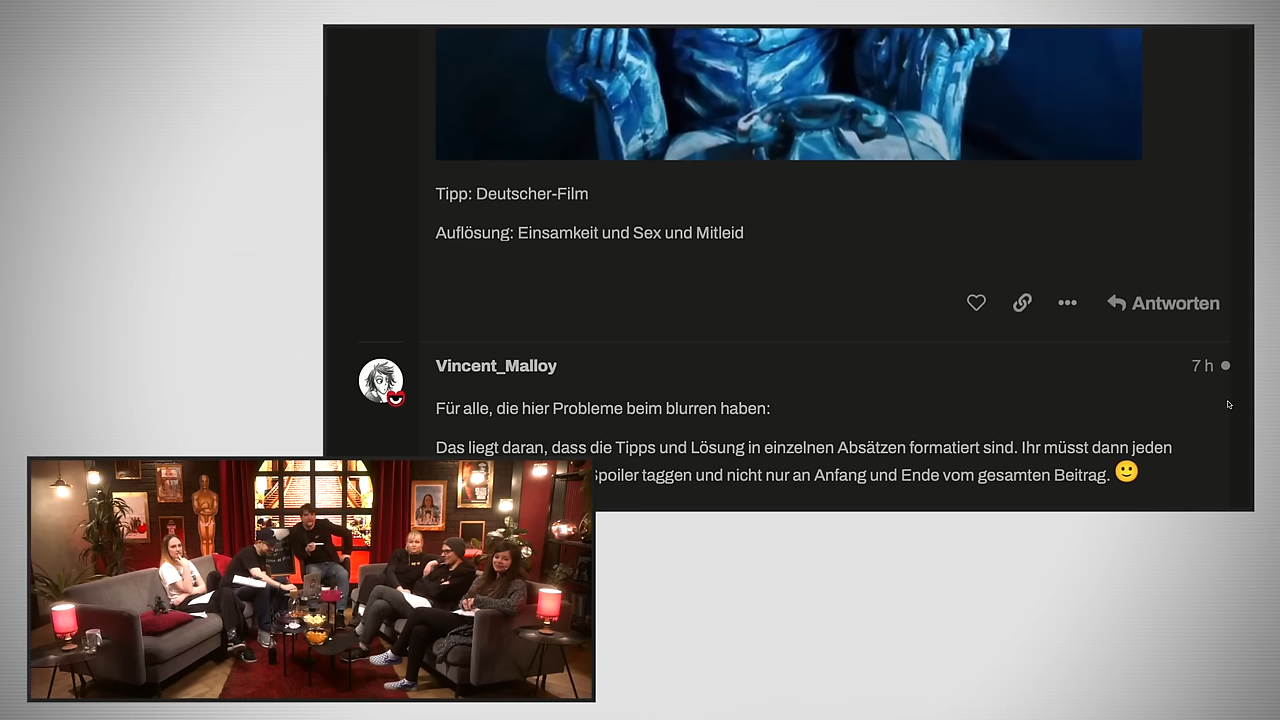 Tipp: Deutscher-Film
Auflösung: Einsamkeit und Sex und Mitleid
Antworten
Vincent_Malloy
7 h
Für alle, die hier Probleme beim blurren haben:
Das liegt daran, dass die Tipps und Lösung in einzelnen Absätzen formatiert sind. Ihr müsst dann jeden
Spoiler taggen und nicht nur an Anfang und Ende vom gesamten Beitrag.